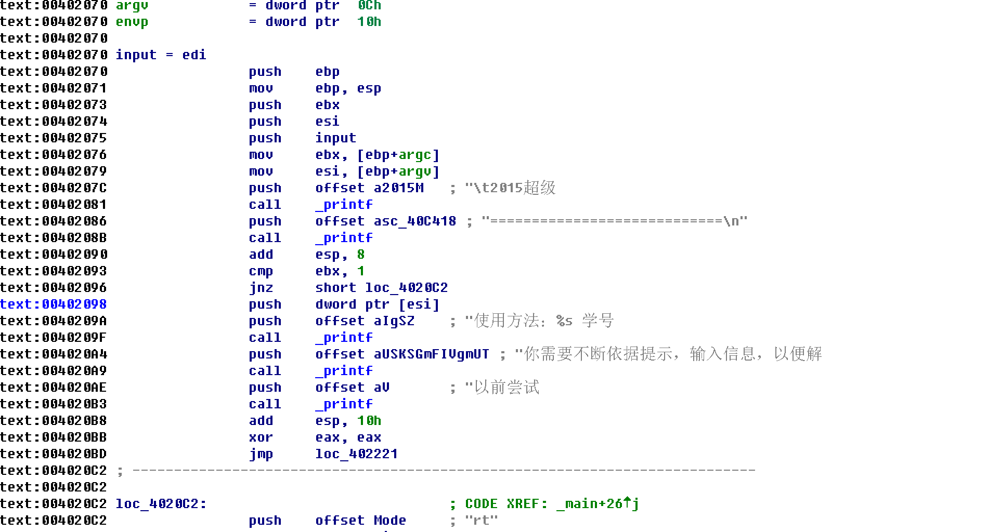 text:00402070 argv = dword ptr 0Ch
text:00402070 envp = dword ptr 10h
text:00402070
text:00402070 input = edi
text:00402070 push ebp
text:00402071 mov ebp, esp
text:00402073 push ebx
text:00402074 push esi
text:00402075 push input
text:00402076 mov ebx, [ebp+argc]
text:00402079 mov esi, [ebp+argv]
text:0040207C push offset a2015M ; "\t2015超级
text:00402081 call _printf
text:00402086 push offset asc_40C418 ; "============================\n"
text:0040208B call _printf
text:00402090 add esp, 8
text:00402093 cmp ebx, 1
text:00402096 jnz short loc_4020C2
text:00402098 push dword ptr [esi]
text:0040209A push offset aIgSZ ; "使用方法：%s 学号
text:0040209F call _printf
text:004020A4 push offset aUSKSGmFIVgmUT ; "你需要不断依据提示，输入信息，以便解
text:004020A9 call _printf
text:004020AE push offset aV ; "以前尝试
text:004020B3 call _printf
text:004020B8 add esp, 10h
text:004020BB xor eax, eax
text:004020BD jmp loc_402221
text:004020C2 ; ---------------------------------------------------------------------------
text:004020C2
text:004020C2 loc_4020C2: ; CODE XREF: _main+26↑j
text:004020C2 push offset Mode ; "rt"